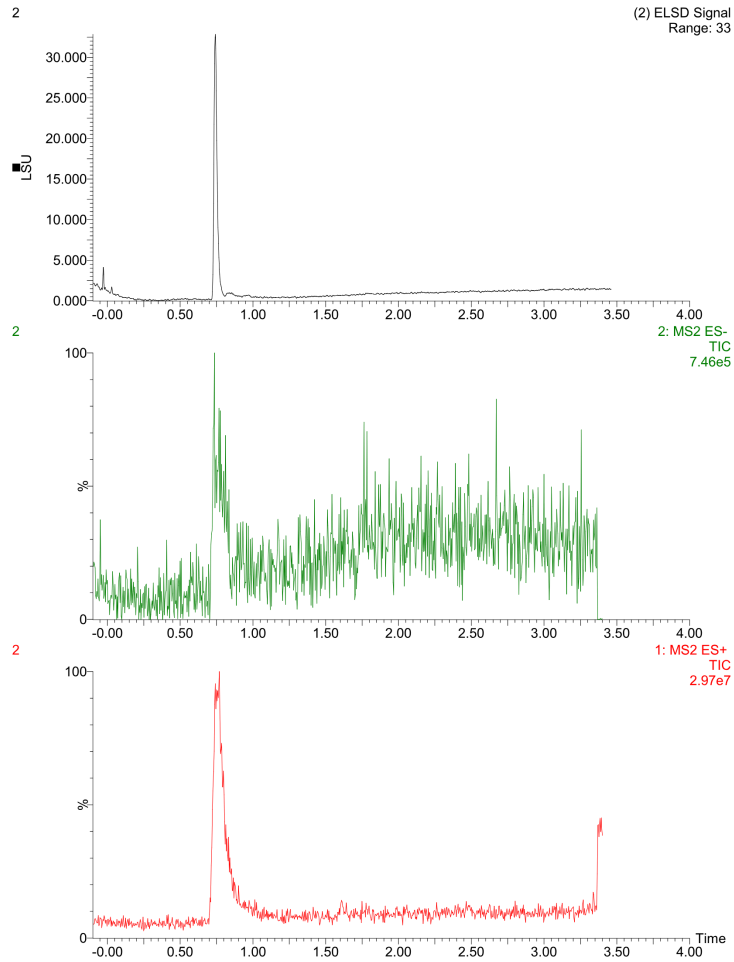 2
(2) ELSD Signal
Range: 33
30.000
25.000
20.000
15.000
10.000
5.000
0.000
LSU
-0.00 0.50 1.00 1.50 2.00 2.50 3.00 3.50 4.00
2
2: MS2 ES-
TIC
7.46e5
100
%
0
-0.00 0.50 1.00 1.50 2.00 2.50 3.00 3.50 4.00
2
1: MS2 ES+
TIC
2.97e7
100
%
0
Time
-0.00 0.50 1.00 1.50 2.00 2.50 3.00 3.50 4.00